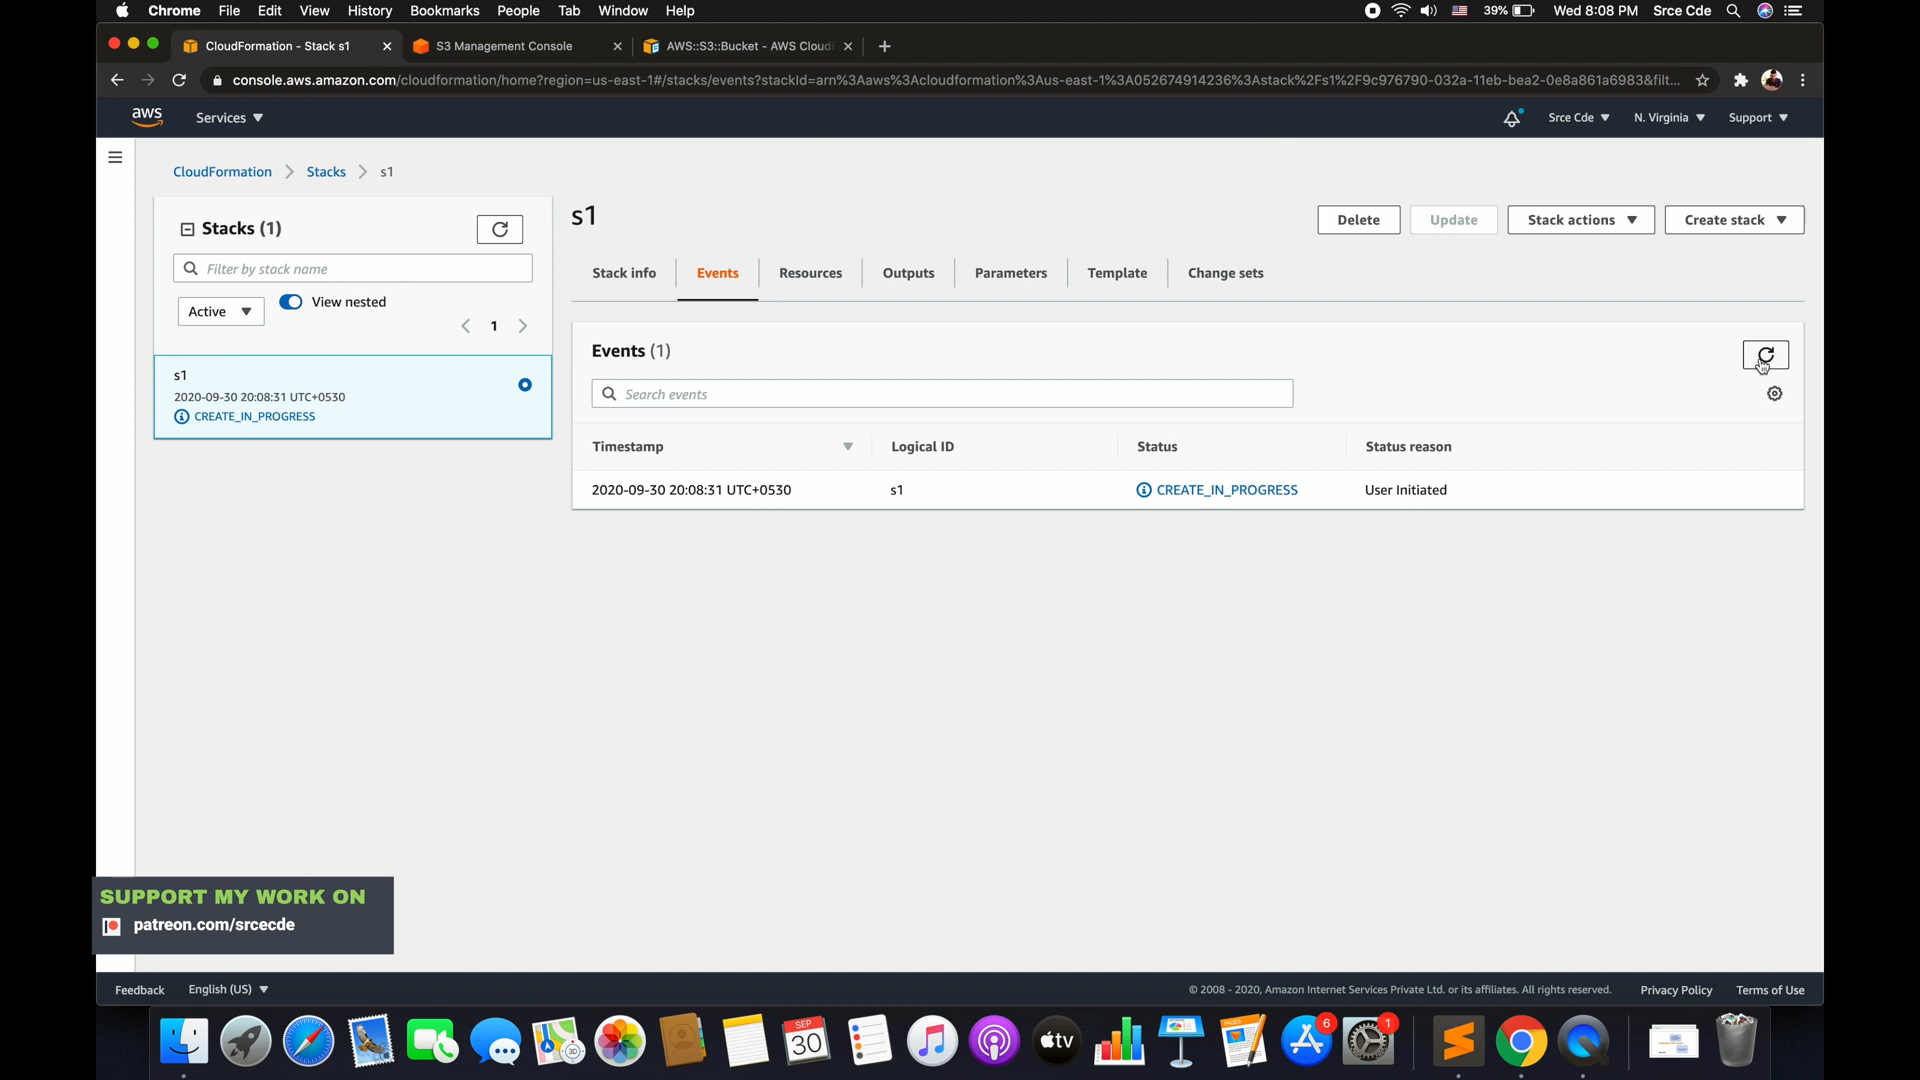 Chrome File Edit View History Bookmarks People Tab Window Help 39% Wed 8:08 PM Srce Cde
CloudFormation - Stack s1 S3 Management Console AWS::S3::Bucket - AWS Cloud
console.aws.amazon.com/cloudformation/home?region=us-east-1#/stacks/events?stackId=arn%3Aaws%3Acloudformation%3Aus-east-1%3A052674914236%3Astack%2Fs1%2F9c976790-032a-11eb-bea2-0e8a861a6983&filt...
aws Services Srce Cde N. Virginia Support
CloudFormation Stacks s1
Stacks (1)
Filter by stack name
Active View nested
1
s1
2020-09-30 20:08:31 UTC+0530
CREATE_IN_PROGRESS
s1
Delete Update Stack actions Create stack
Stack info Events Resources Outputs Parameters Template Change sets
Events (1)
Search events
Timestamp Logical ID Status Status reason
2020-09-30 20:08:31 UTC+0530 s1 CREATE_IN_PROGRESS User Initiated
SUPPORT MY WORK ON
patreon.com/srcecde
Feedback English (US) © 2008 - 2020, Amazon Internet Services Private Ltd. or its affiliates. All rights reserved. Privacy Policy Terms of Use
3D
PAGES
SEP
30
tv
6
1